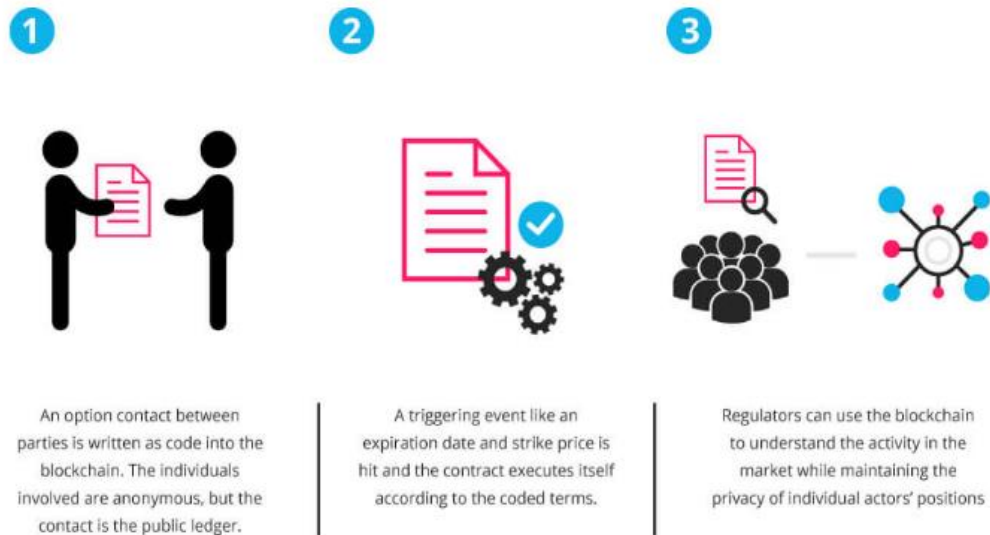 1
An option contact between
parties is written as code into the
blockchain. The individuals
involved are anonymous, but the
contact is the public ledger.
2
A triggering event like an
expiration date and strike price is
hit and the contract executes itself
according to the coded terms.
3
Regulators can use the blockchain
to understand the activity in the
market while maintaining the
privacy of individual actors' positions